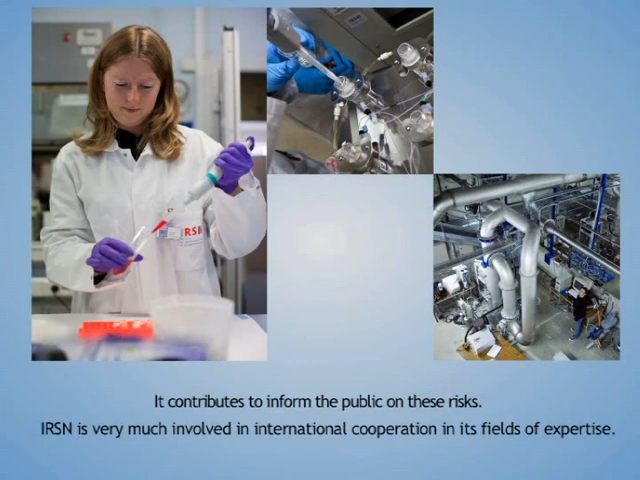 IRSN
RS
It contributes to inform the public on these risks.
IRSN is very much involved in international cooperation in its fields of expertise.